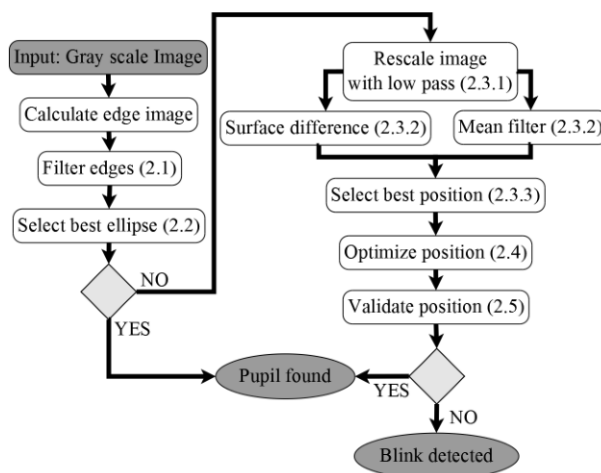 Input: Gray scale Image
Calculate edge image
Filter edges (2.1)
Select best ellipse (2.2)
NO
YES
Rescale image
with low pass (2.3.1)
Surface difference (2.3.2)
Mean filter (2.3.2)
Select best position (2.3.3)
Optimize position (2.4)
Validate position (2.5)
YES
NO
Pupil found
Blink detected